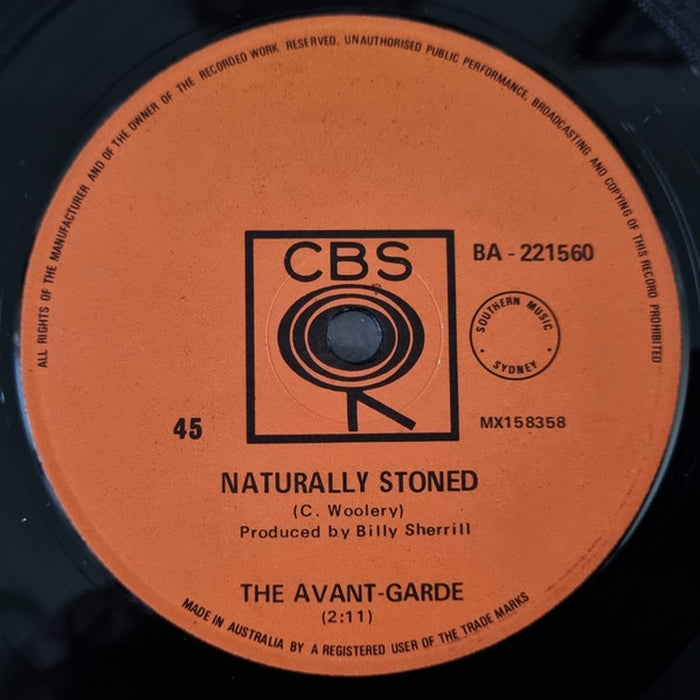 ALL RIGHTS OF THE MANUFACTURER AND OF THE OWNER OF THE RECORDED WORK RESERVED. UNAUTHORISED PUBLIC PERFORMANCE, BROADCASTING AND COPYING OF THIS RECORD PROHIBITED
CBS
BA - 221560
SOUTHERN MUSIC
• SYDNEY •
45
MX158358
NATURALLY STONED
(C. Woolery)
Produced by Billy Sherrill
THE AVANT-GARDE
(2:11)
MADE IN AUSTRALIA BY A REGISTERED USER OF THE TRADE MARKS